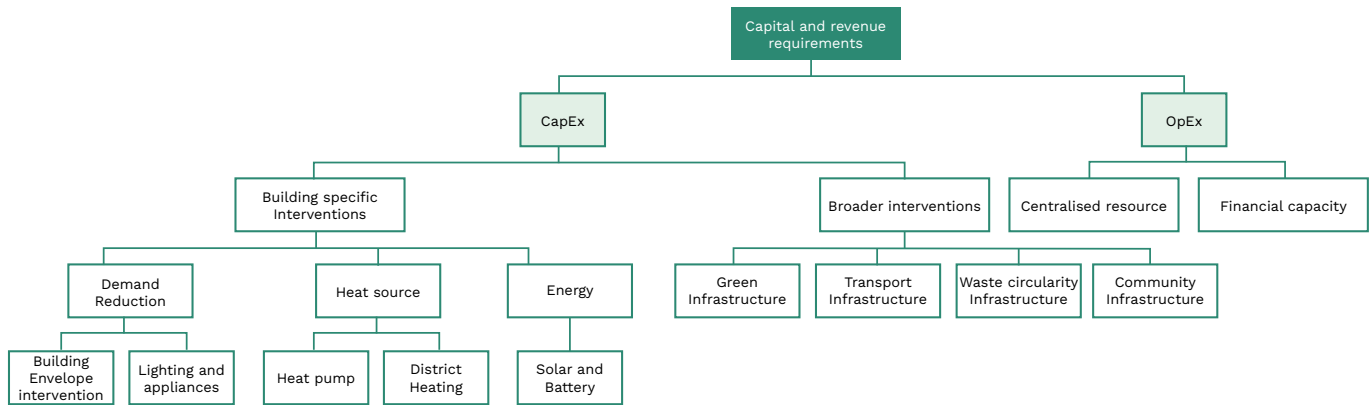 Capital and revenue
requirements
CapEx
OpEx
Building specific
Interventions
Broader interventions
Centralised resource
Financial capacity
Demand
Reduction
Heat source
Energy
Green
Infrastructure
Transport
Infrastructure
Waste circularity
Infrastructure
Community
Infrastructure
Building
Envelope
intervention
Lighting and
appliances
Heat pump
District
Heating
Solar and
Battery